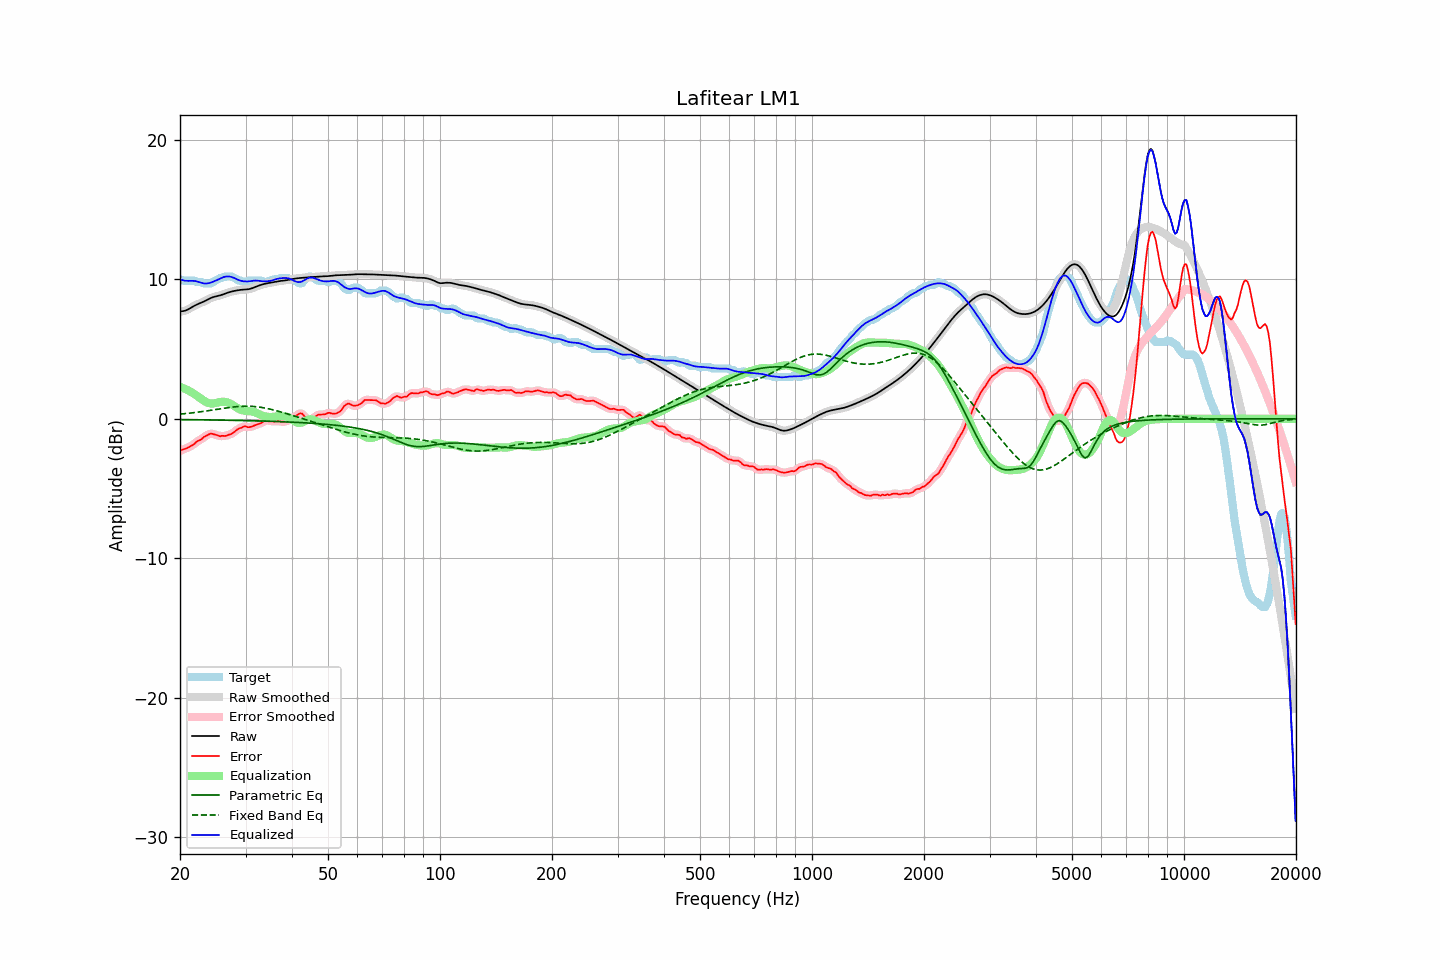 Lafitear LM1
20
10
0
−10
−20
−30
Amplitude (dBr)
Target
Raw Smoothed
Error Smoothed
Raw
Error
Equalization
Parametric Eq
Fixed Band Eq
Equalized
20 50 100 200 500 1000 2000 5000 10000 20000
Frequency (Hz)